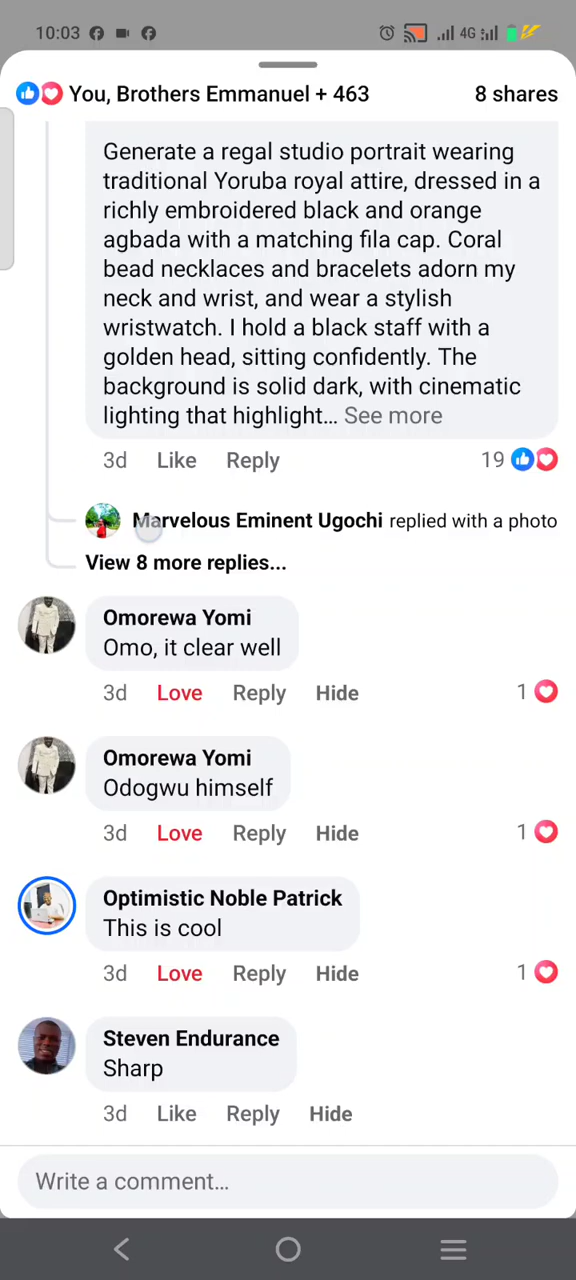 10:03
4G
You, Brothers Emmanuel + 463
8 shares
Generate a regal studio portrait wearing
traditional Yoruba royal attire, dressed in a
richly embroidered black and orange
agbada with a matching fila cap. Coral
bead necklaces and bracelets adorn my
neck and wrist, and wear a stylish
wristwatch. I hold a black staff with a
golden head, sitting confidently. The
background is solid dark, with cinematic
lighting that highlight... See more
3d Like Reply 19
Marvelous Eminent Ugochi replied with a photo
View 8 more replies...
Omorewa Yomi
Omo, it clear well
3d Love Reply Hide 1
Omorewa Yomi
Odogwu himself
3d Love Reply Hide 1
Optimistic Noble Patrick
This is cool
3d Love Reply Hide 1
Steven Endurance
Sharp
3d Like Reply Hide
Write a comment...